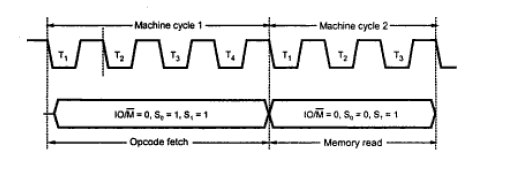 Machine cycle 1 Machine cycle 2
T₁ T₂ T₃ T₄ T₁ T₂ T₃
IO/M̅ = 0, S₀ = 1, S₁ = 1 IO/M̅ = 0, S₀ = 0, S₁ = 1
Opcode fetch Memory read